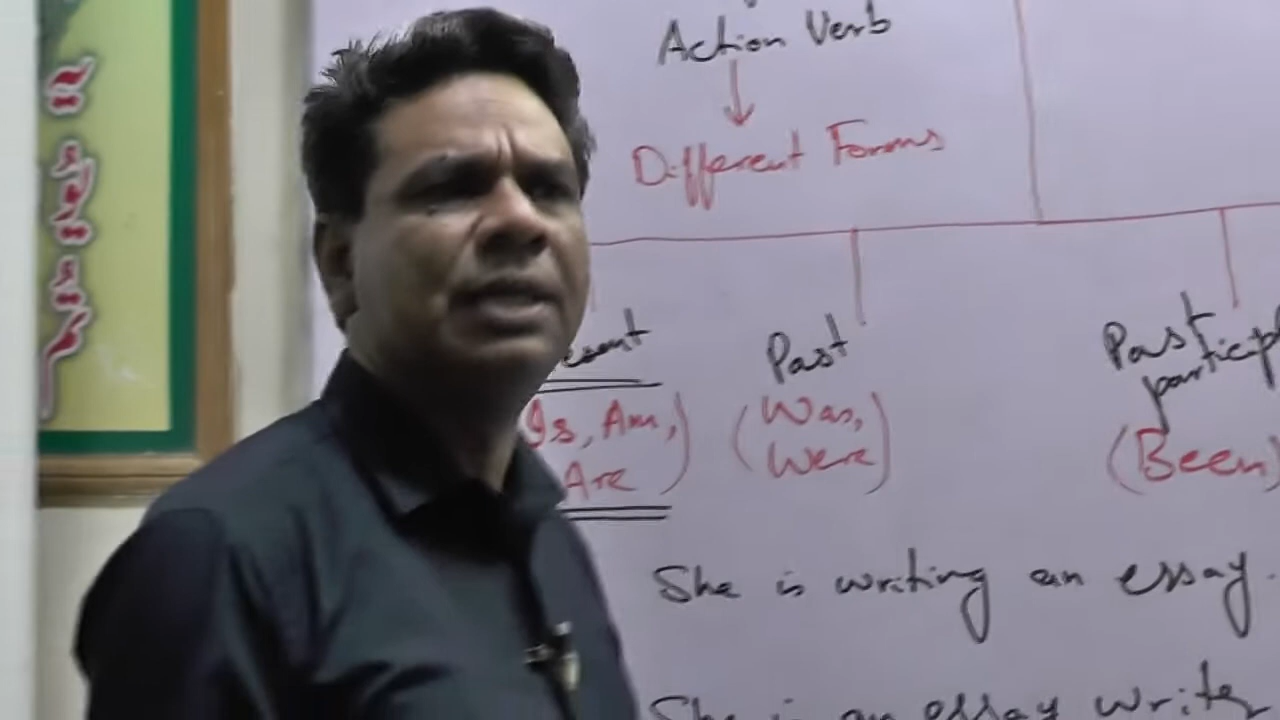 Action Verb
Different Forms
Past
Past
particip
Is, Am,
Are
(Was,
Were)
(Been)
She is writing an essay.
She is an essay writer